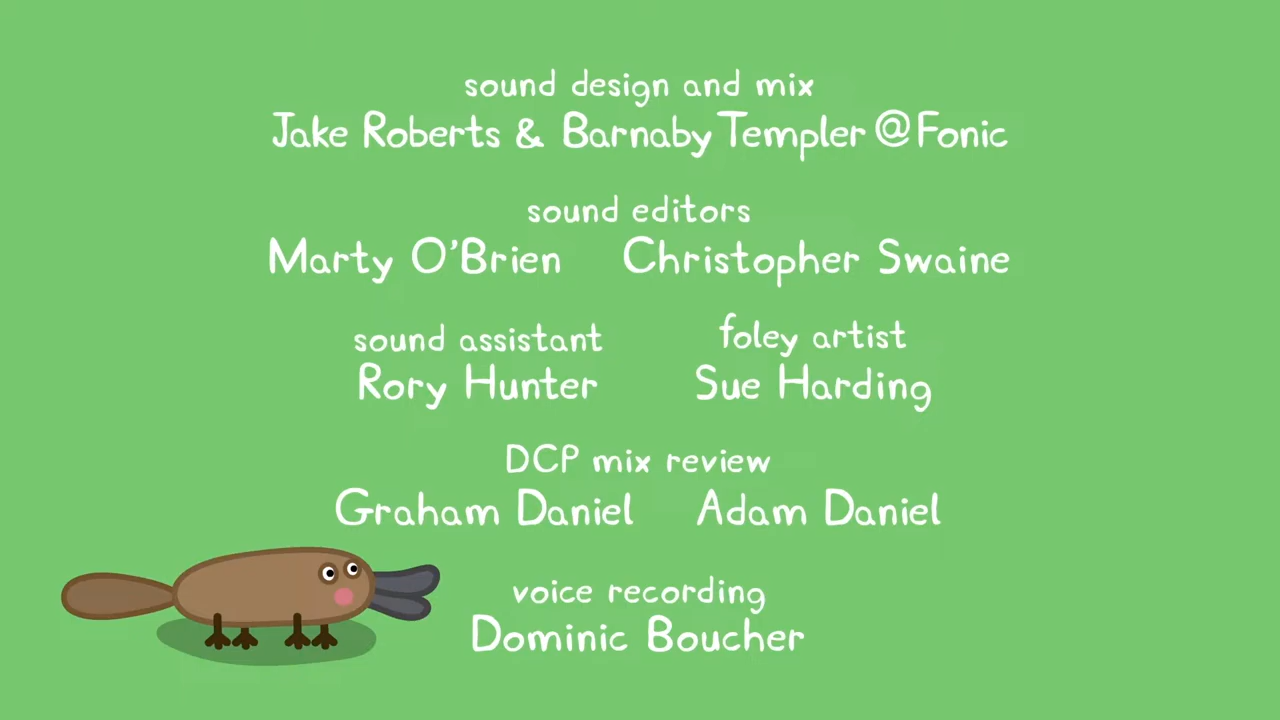 sound design and mix
Jake Roberts & Barnaby Templer @ Fonic
sound editors
Marty O'Brien Christopher Swaine
sound assistant foley artist
Rory Hunter Sue Harding
DCP mix review
Graham Daniel Adam Daniel
voice recording
Dominic Boucher